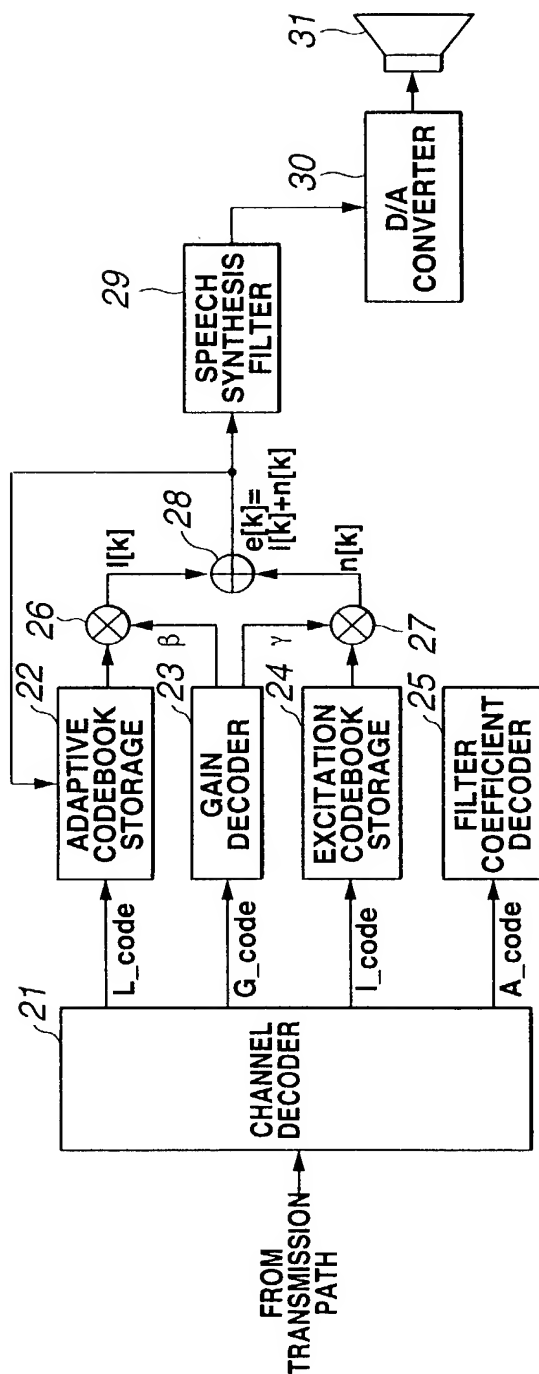 FROM
TRANSMISSION
PATH
21
CHANNEL
DECODER
L_code
G_code
I_code
A_code
22
ADAPTIVE
CODEBOOK
STORAGE
23
GAIN
DECODER
24
EXCITATION
CODEBOOK
STORAGE
25
FILTER
COEFFICIENT
DECODER
26
β
γ
27
l[k]
28
e[k]=
l[k]+n[k]
n[k]
29
SPEECH
SYNTHESIS
FILTER
30
D/A
CONVERTER
31